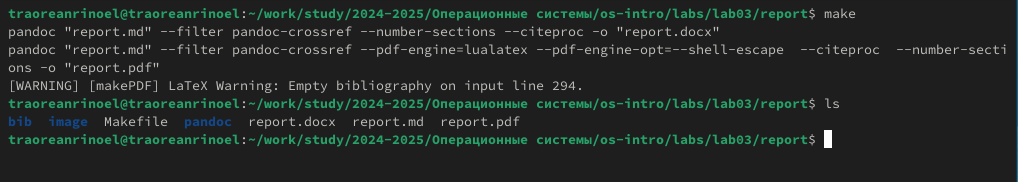 traoreanrinoel@traoreanrinoel:~/work/study/2024-2025/Операционные системы/os-intro/labs/lab03/report$ make
pandoc "report.md" --filter pandoc-crossref --number-sections --citeproc -o "report.docx"
pandoc "report.md" --filter pandoc-crossref --pdf-engine=lualatex --pdf-engine-opt=--shell-escape  --citeproc  --number-secti
ons -o "report.pdf"
[WARNING] [makePDF] LaTeX Warning: Empty bibliography on input line 294.
traoreanrinoel@traoreanrinoel:~/work/study/2024-2025/Операционные системы/os-intro/labs/lab03/report$ ls
bib  image  Makefile  pandoc  report.docx  report.md  report.pdf
traoreanrinoel@traoreanrinoel:~/work/study/2024-2025/Операционные системы/os-intro/labs/lab03/report$